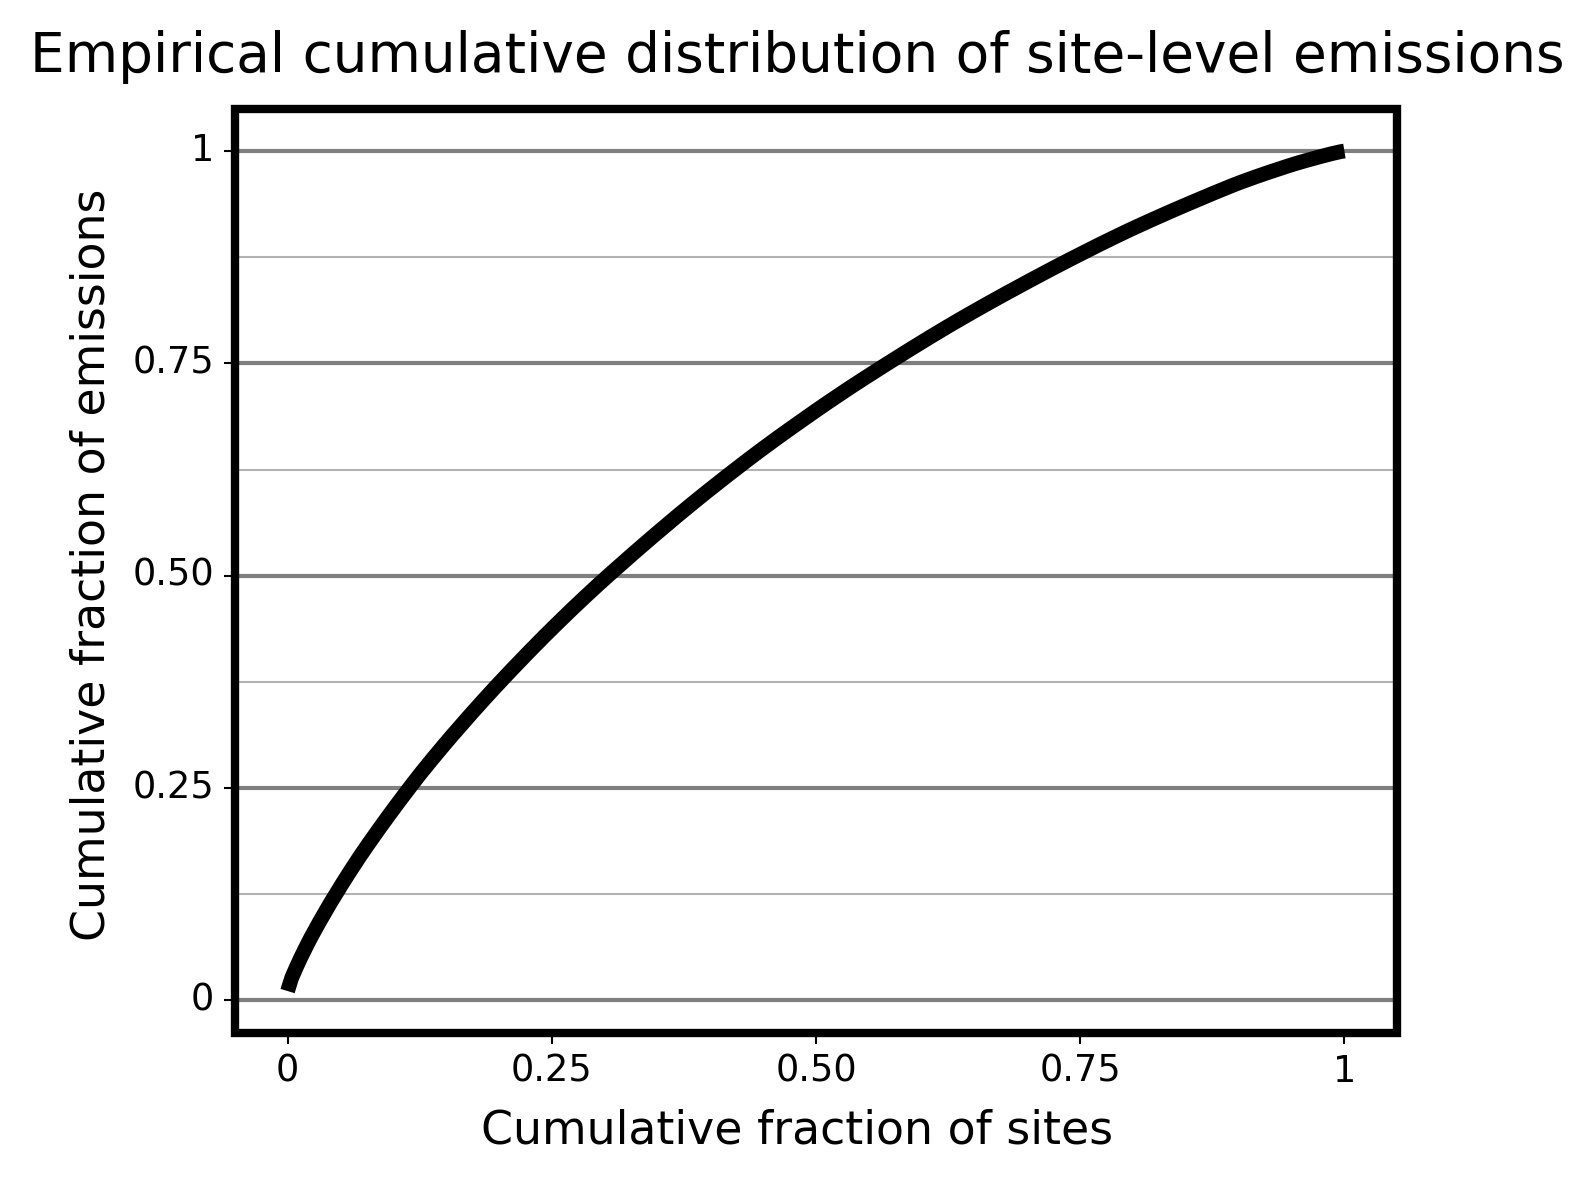 Empirical cumulative distribution of site-level emissions
Cumulative fraction of emissions
1
0.75
0.50
0.25
0
0 0.25 0.50 0.75 1
Cumulative fraction of sites